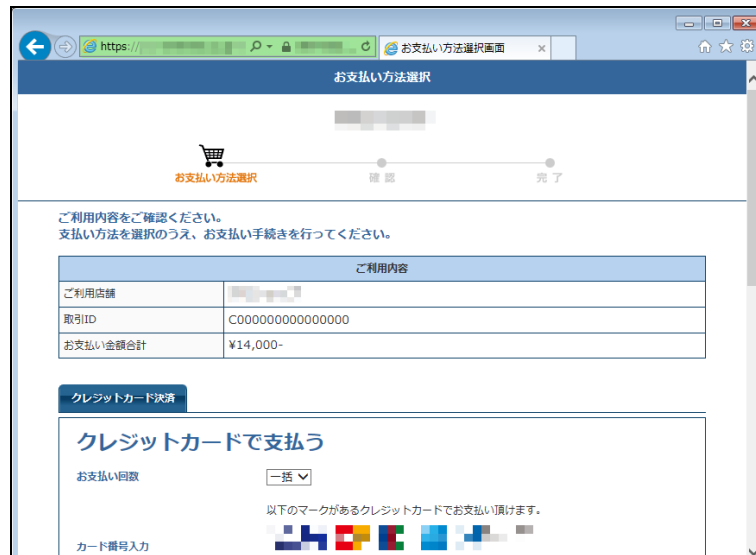 https://
お支払い方法選択画面
お支払い方法選択
お支払い方法選択
確認
完了
ご利用内容をご確認ください。
支払い方法を選択のうえ、お支払い手続きを行ってください。
ご利用内容
ご利用店舗
取引ID
C000000000000000
お支払い金額合計
¥14,000-
クレジットカード決済
クレジットカードで支払う
お支払い回数
一括
以下のマークがあるクレジットカードでお支払い頂けます。
カード番号入力